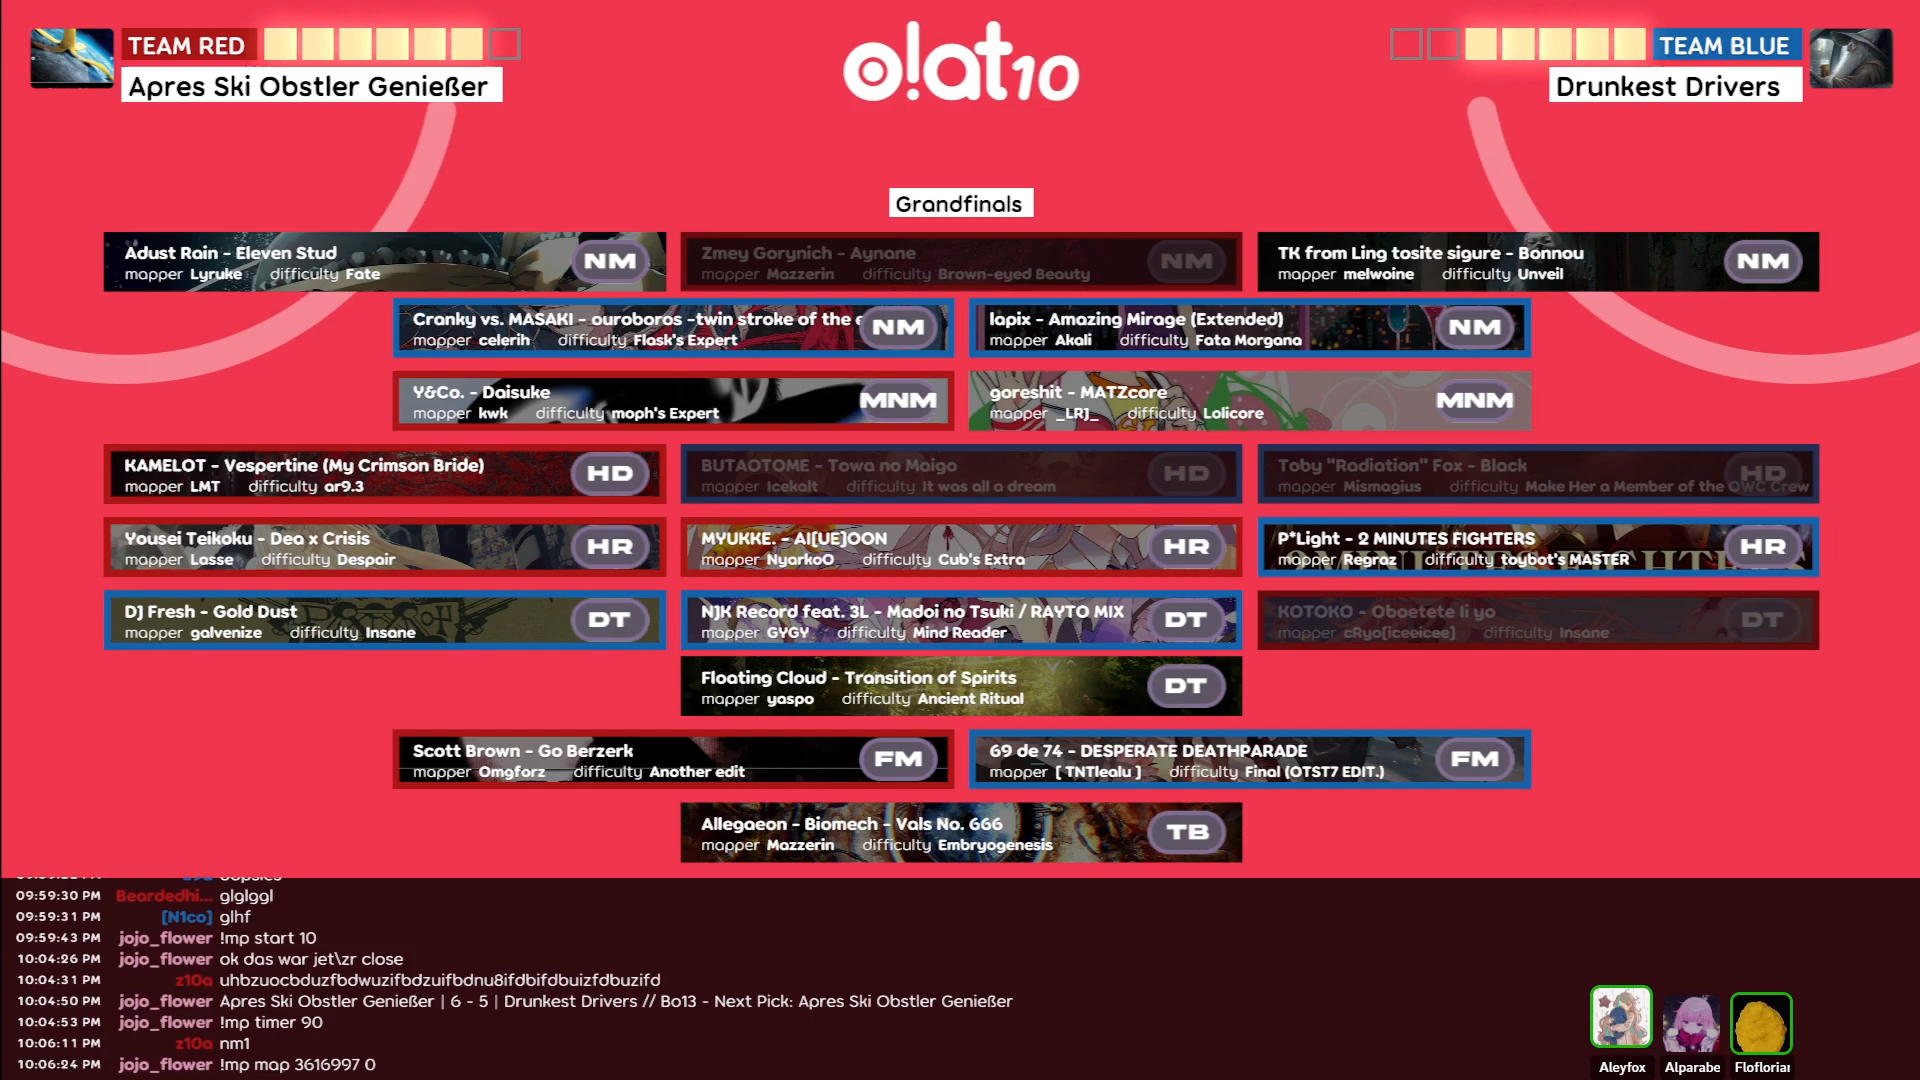 TEAM RED
Apres Ski Obstler Genießer
o!at10
TEAM BLUE
Drunkest Drivers
Grandfinals
Adust Rain - Eleven Stud
mapper Lyruke difficulty Fate
NM
Zmey Gorynich - Aynane
mapper Mazzerin difficulty Brown-eyed Beauty
NM
TK from Ling tosite sigure - Bonnou
mapper melwoine difficulty Unveil
NM
Cranky vs. MASAKI - ouroboros -twin stroke of the e
mapper celerih difficulty Flask's Expert
NM
lapix - Amazing Mirage (Extended)
mapper Akali difficulty Fata Morgana
NM
Y&Co. - Daisuke
mapper kwk difficulty moph's Expert
MNM
goreshit - MATZcore
mapper _LRJ_ difficulty Lolicore
MNM
KAMELOT - Vespertine (My Crimson Bride)
mapper LMT difficulty ar9.3
HD
BUTAOTOME - Towa no Maigo
mapper Icekalt difficulty It was all a dream
HD
Toby "Radiation" Fox - Black
mapper Mismagius difficulty Make Her a Member of the OWC Crew
HD
Yousei Teikoku - Dea x Crisis
mapper Lasse difficulty Despair
HR
MYUKKE. - AI[UE]OON
mapper NyarkoO difficulty Cub's Extra
HR
P*Light - 2 MINUTES FIGHTERS
mapper Regraz difficulty toybot's MASTER
HR
DJ Fresh - Gold Dust
mapper galvenize difficulty Insane
DT
NJK Record feat. 3L - Madoi no Tsuki / RAYTO MIX
mapper GYGY difficulty Mind Reader
DT
KOTOKO - Oboetete Ii yo
mapper cRyo[iceeicee] difficulty Insane
DT
Floating Cloud - Transition of Spirits
mapper yaspo difficulty Ancient Ritual
DT
Scott Brown - Go Berzerk
mapper Omgforz difficulty Another edit
FM
69 de 74 - DESPERATE DEATHPARADE
mapper [ TNTlealu ] difficulty Final (OTST7 EDIT.)
FM
Allegaeon - Biomech - Vals No. 666
mapper Mazzerin difficulty Embryogenesis
TB
09:59:30 PM Beardedhi... glglggl
09:59:31 PM [N1co] glhf
09:59:43 PM jojo_flower !mp start 10
10:04:26 PM jojo_flower ok das war jet\zr close
10:04:31 PM z10a uhbzuocbduzfbdwuzifbdzuifbdnu8ifdbifdbuizfdbuzifd
10:04:50 PM jojo_flower Apres Ski Obstler Genießer | 6 - 5 | Drunkest Drivers // Bo13 - Next Pick: Apres Ski Obstler Genießer
10:04:53 PM jojo_flower !mp timer 90
10:06:11 PM z10a nm1
10:06:24 PM jojo_flower !mp map 3616997 0
Aleyfox
Alparabe
Floflorian